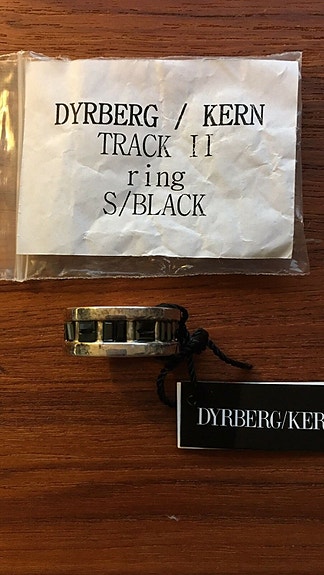 DYRBERG / KERN
TRACK II
ring
S/BLACK
DYRBERG/KER